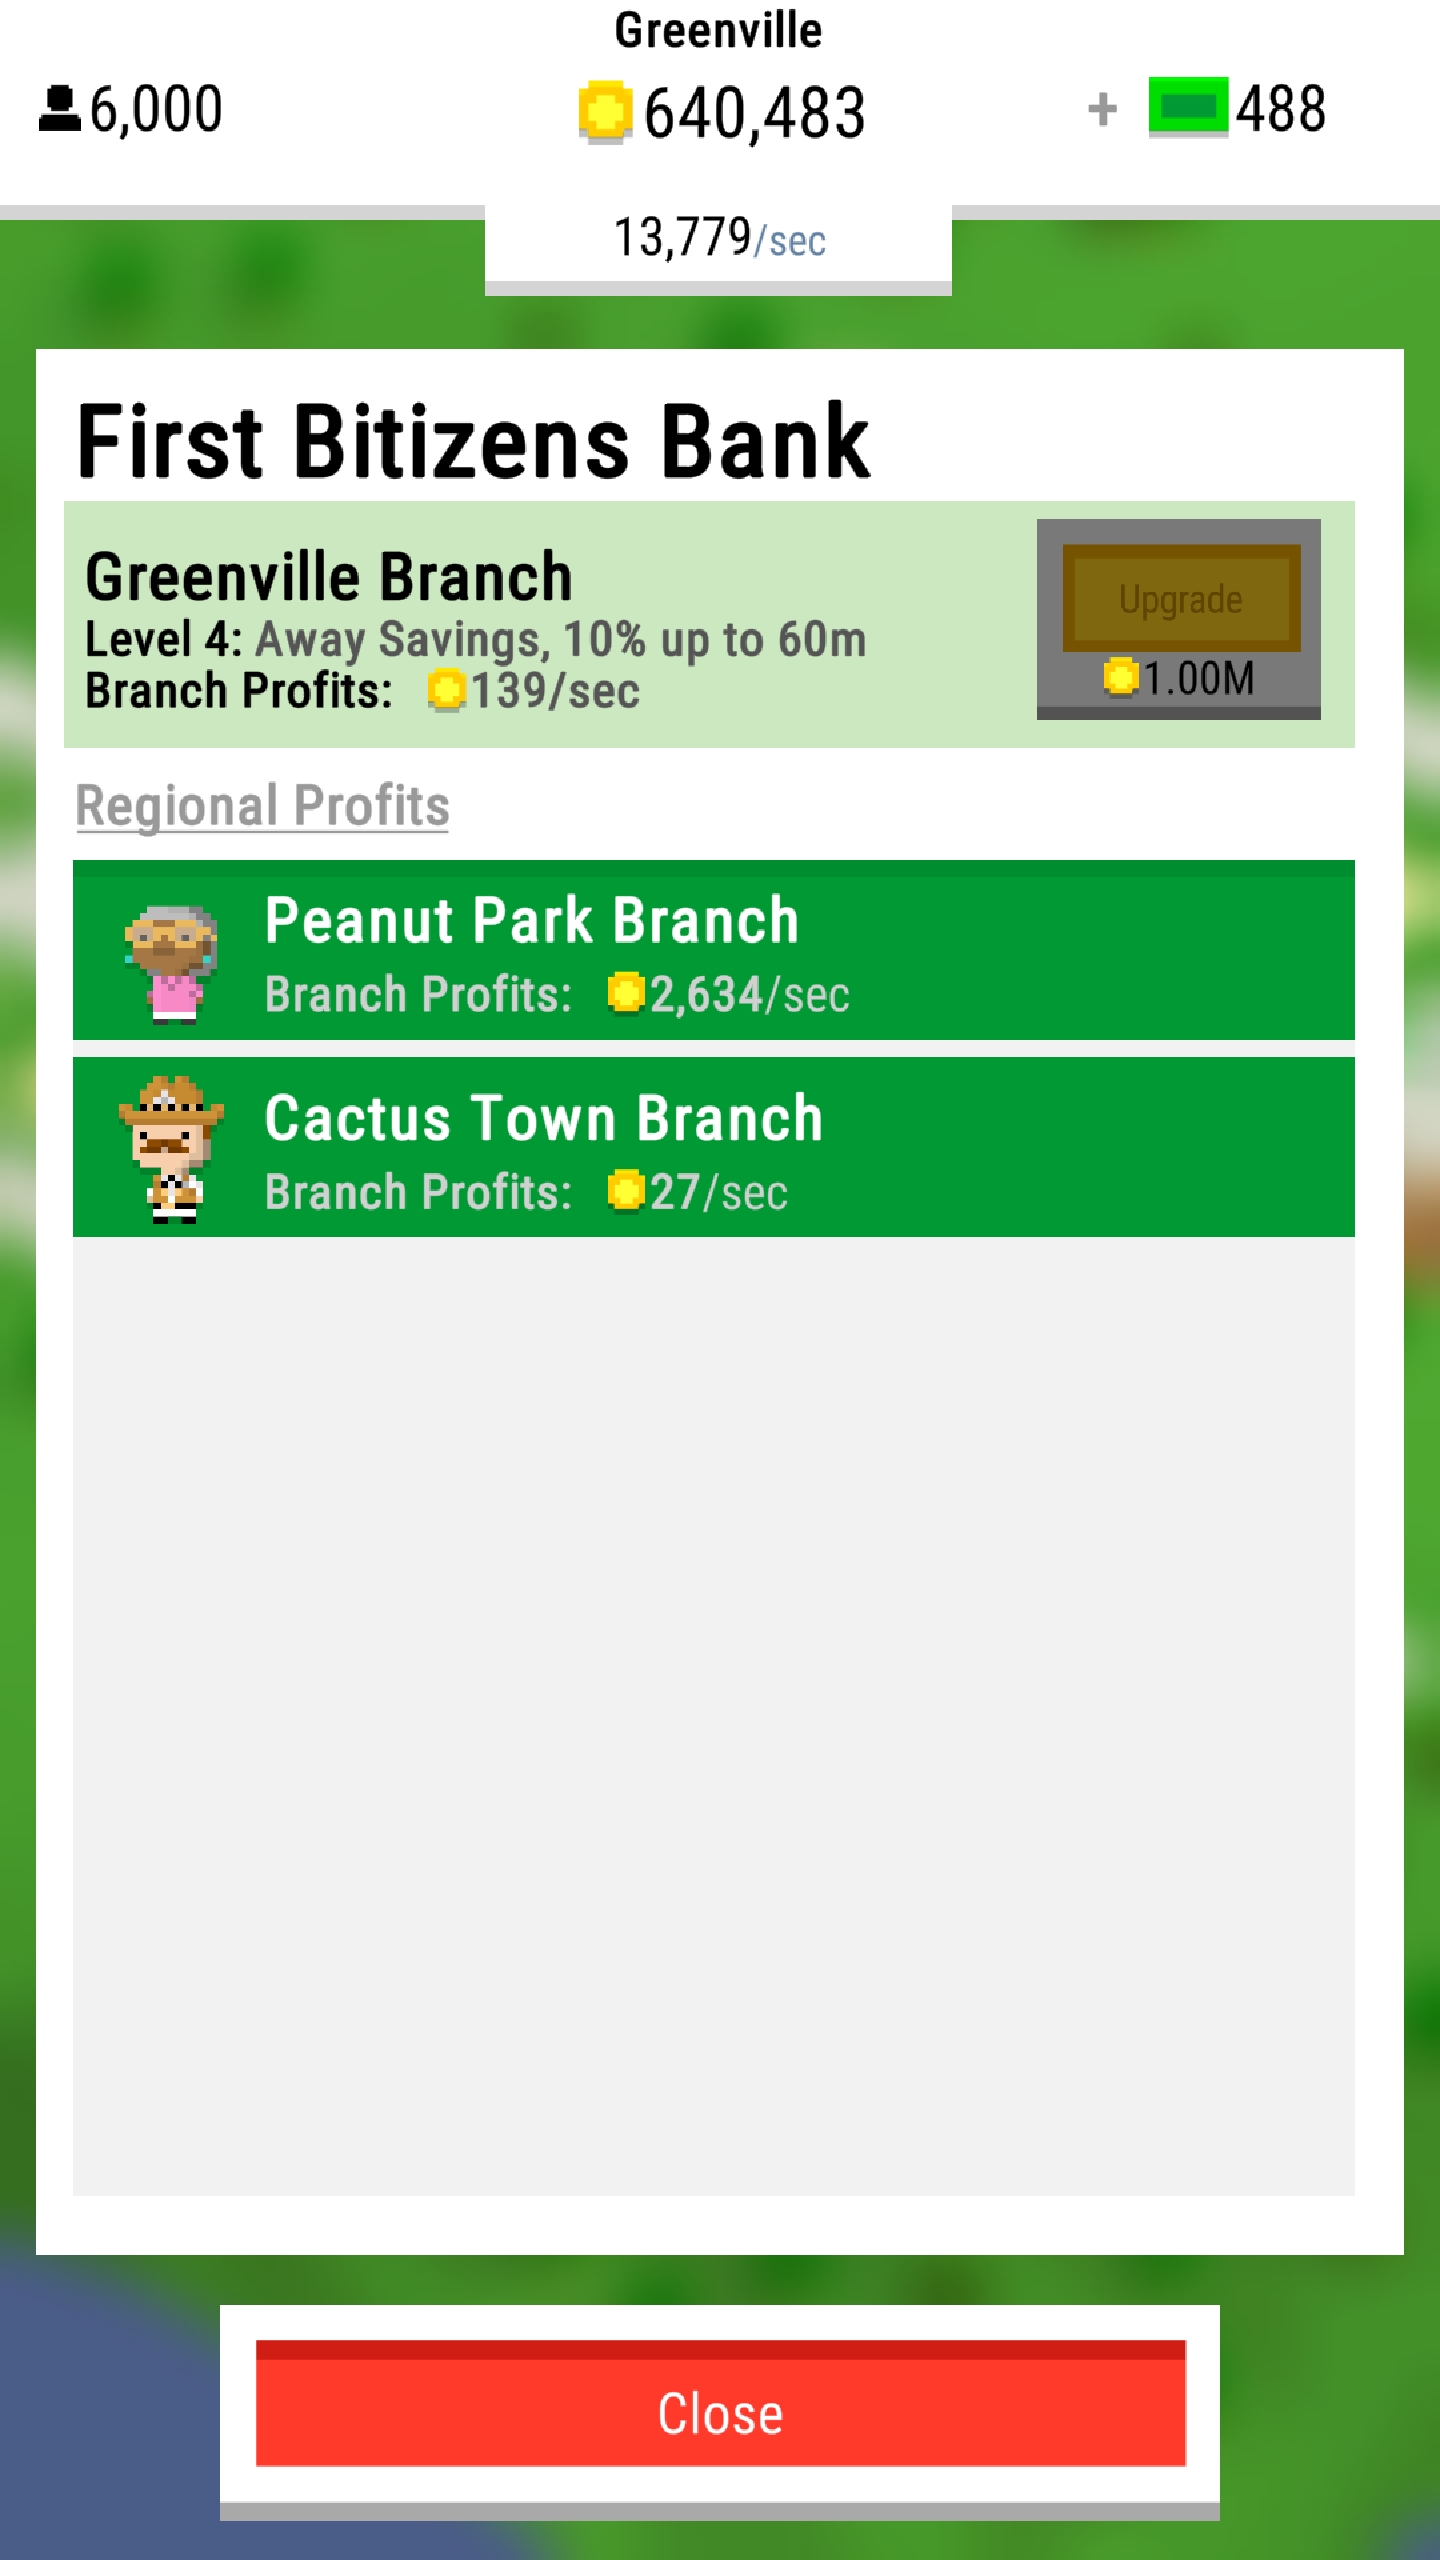 Greenville
6,000
640,483
+ 488
13,779/sec
First Bitizens Bank
Greenville Branch
Level 4: Away Savings, 10% up to 60m
Branch Profits: 139/sec
Upgrade
1.00M
Regional Profits
Peanut Park Branch
Branch Profits: 2,634/sec
Cactus Town Branch
Branch Profits: 27/sec
Close